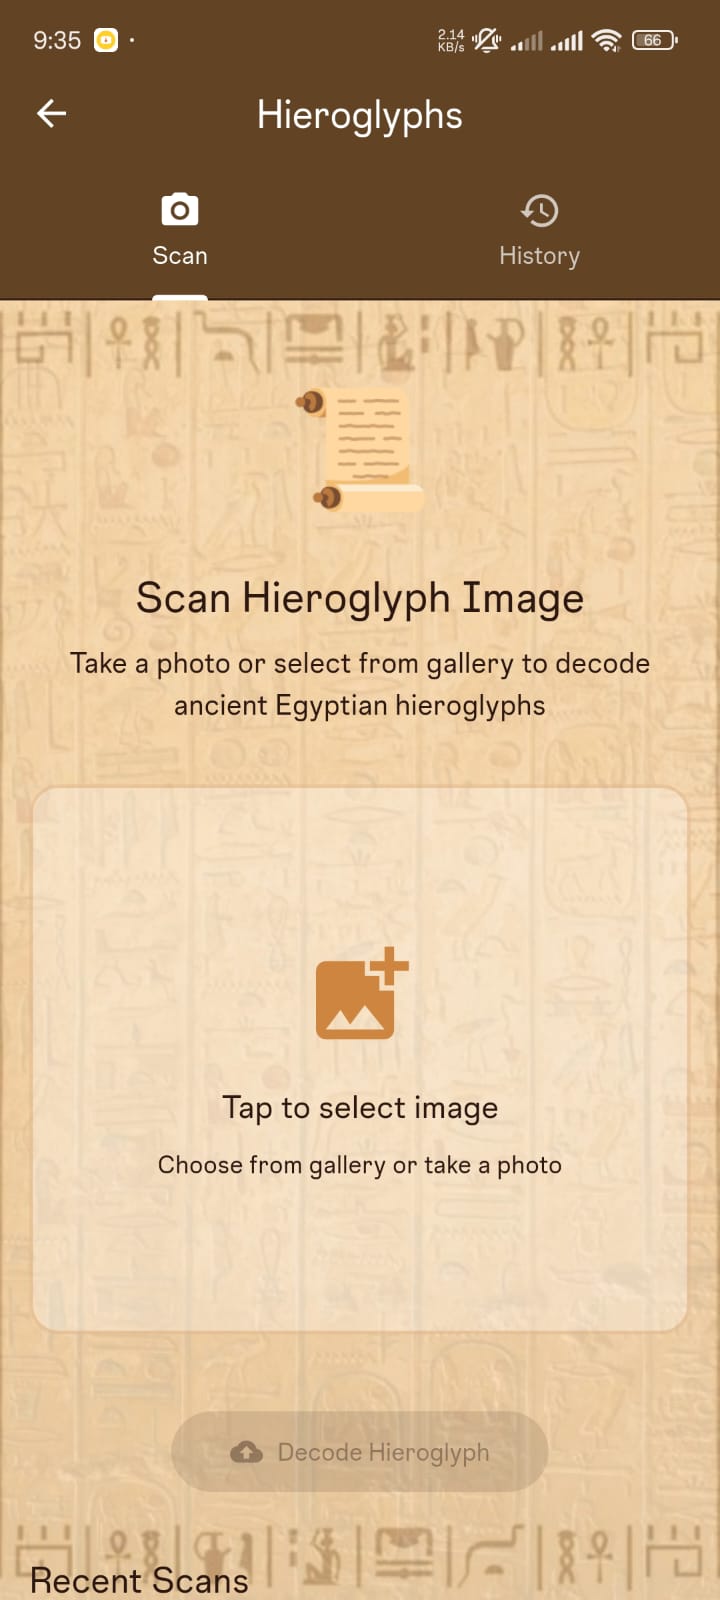 9:35
2.14
KB/s
66
Hieroglyphs
Scan
History
Scan Hieroglyph Image
Take a photo or select from gallery to decode
ancient Egyptian hieroglyphs
Tap to select image
Choose from gallery or take a photo
Decode Hieroglyph
Recent Scans